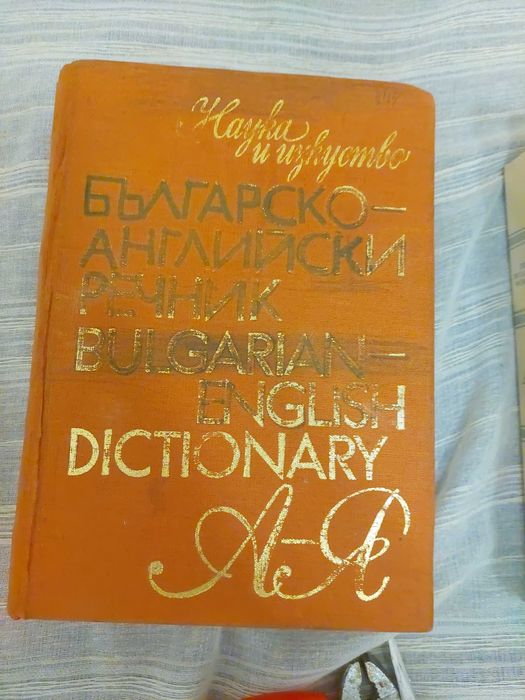 Наука
и изкуство
БЪЛГАРСКО–
АНГЛИЙСКИ
РЕЧНИК
BULGARIAN–
ENGLISH
DICTIONARY
А–Я